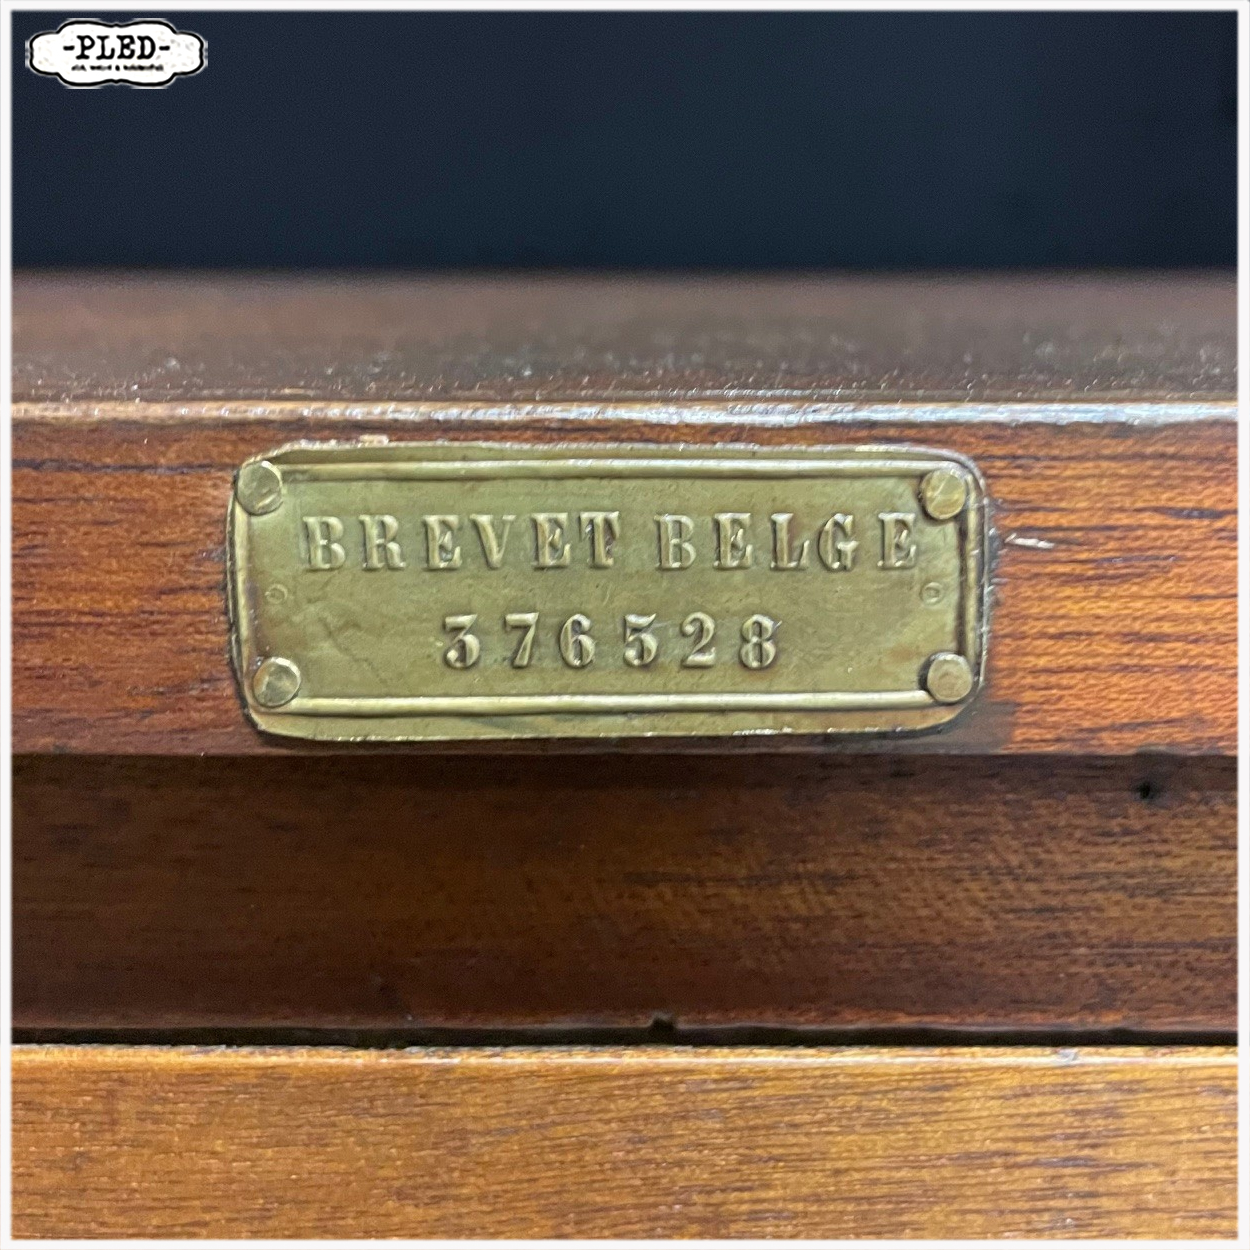 -PLED-
BREVET BELGE
376528